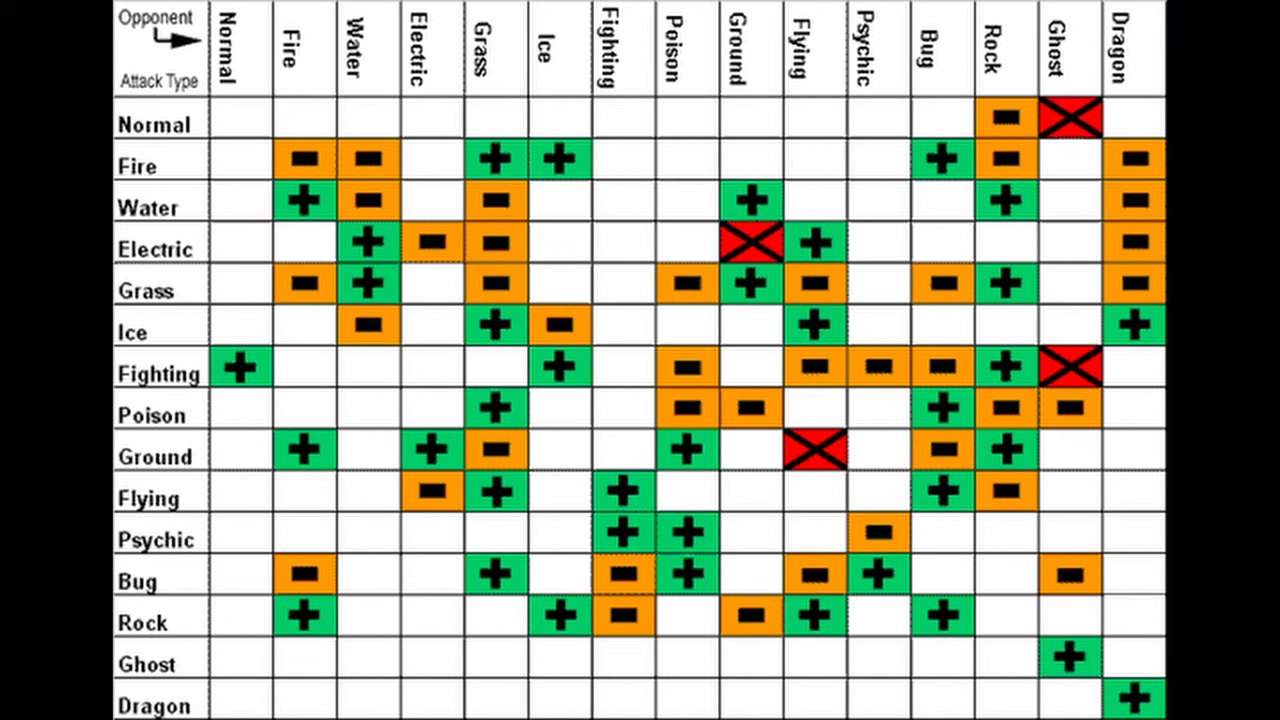 Opponent
Attack Type
Normal
Fire
Water
Electric
Grass
Ice
Fighting
Poison
Ground
Flying
Psychic
Bug
Rock
Ghost
Dragon
Normal
Fire
Water
Electric
Grass
Ice
Fighting
Poison
Ground
Flying
Psychic
Bug
Rock
Ghost
Dragon